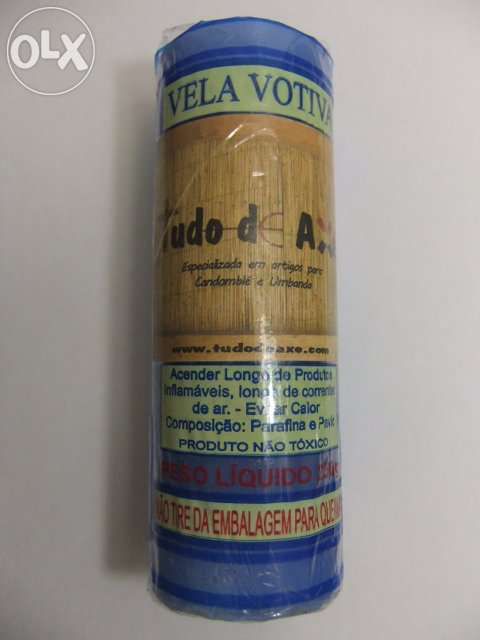 OLX
VELA VOTIVA
Tudo de Axé
Especializada em artigos para
Candomblé e Umbanda
www.tudodeaxe.com
Acender Longe de Produtos
Inflamáveis, longe de correntes
de ar. - Evitar Calor
Composição: Parafina e Pavio
PRODUTO NÃO TÓXICO
PESO LÍQUIDO
NÃO TIRE DA EMBALAGEM PARA